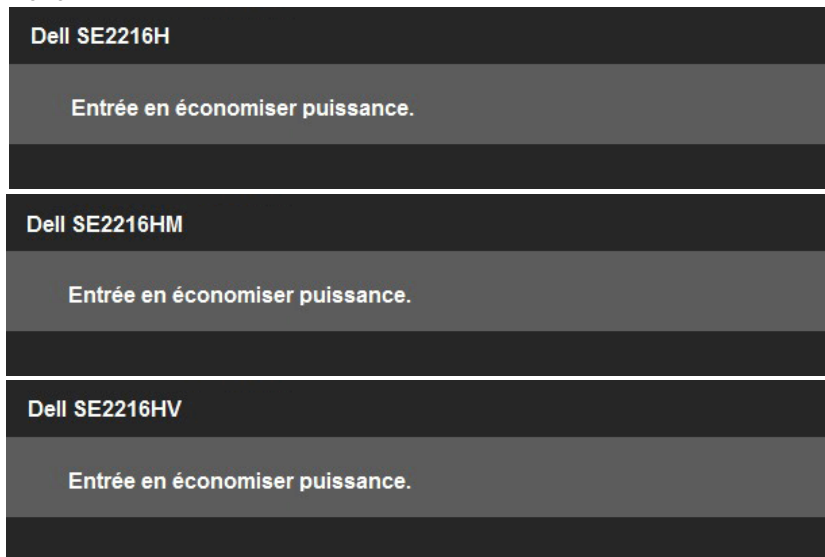 Dell SE2216H
Entrée en économiser puissance.
Dell SE2216HM
Entrée en économiser puissance.
Dell SE2216HV
Entrée en économiser puissance.